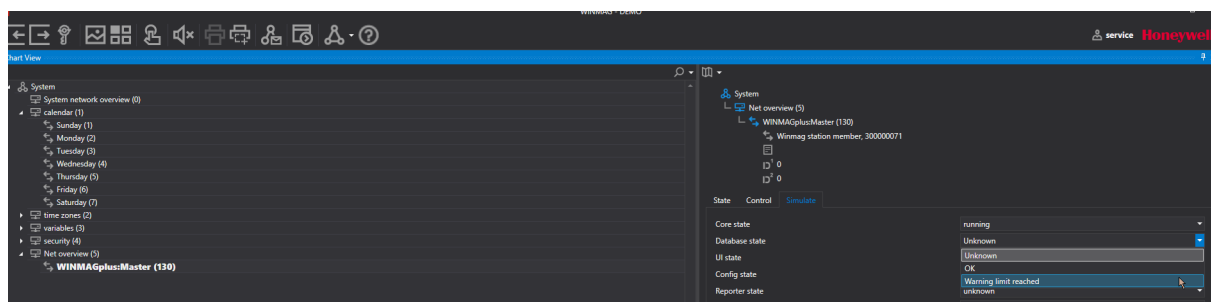 WINMAG - DEMO
service Honeywell
Chart View
System
System network overview (0)
calendar (1)
Sunday (1)
Monday (2)
Tuesday (3)
Wednesday (4)
Thursday (5)
Friday (6)
Saturday (7)
time zones (2)
variables (3)
security (4)
Net overview (5)
WINMAGplus:Master (130)
System
Net overview (5)
WINMAGplus:Master (130)
Winmag station member, 300000071
1 0
2 0
State Control Simulate
Core state running
Database state Unknown
UI state Unknown
OK
Config state Warning limit reached
Reporter state unknown